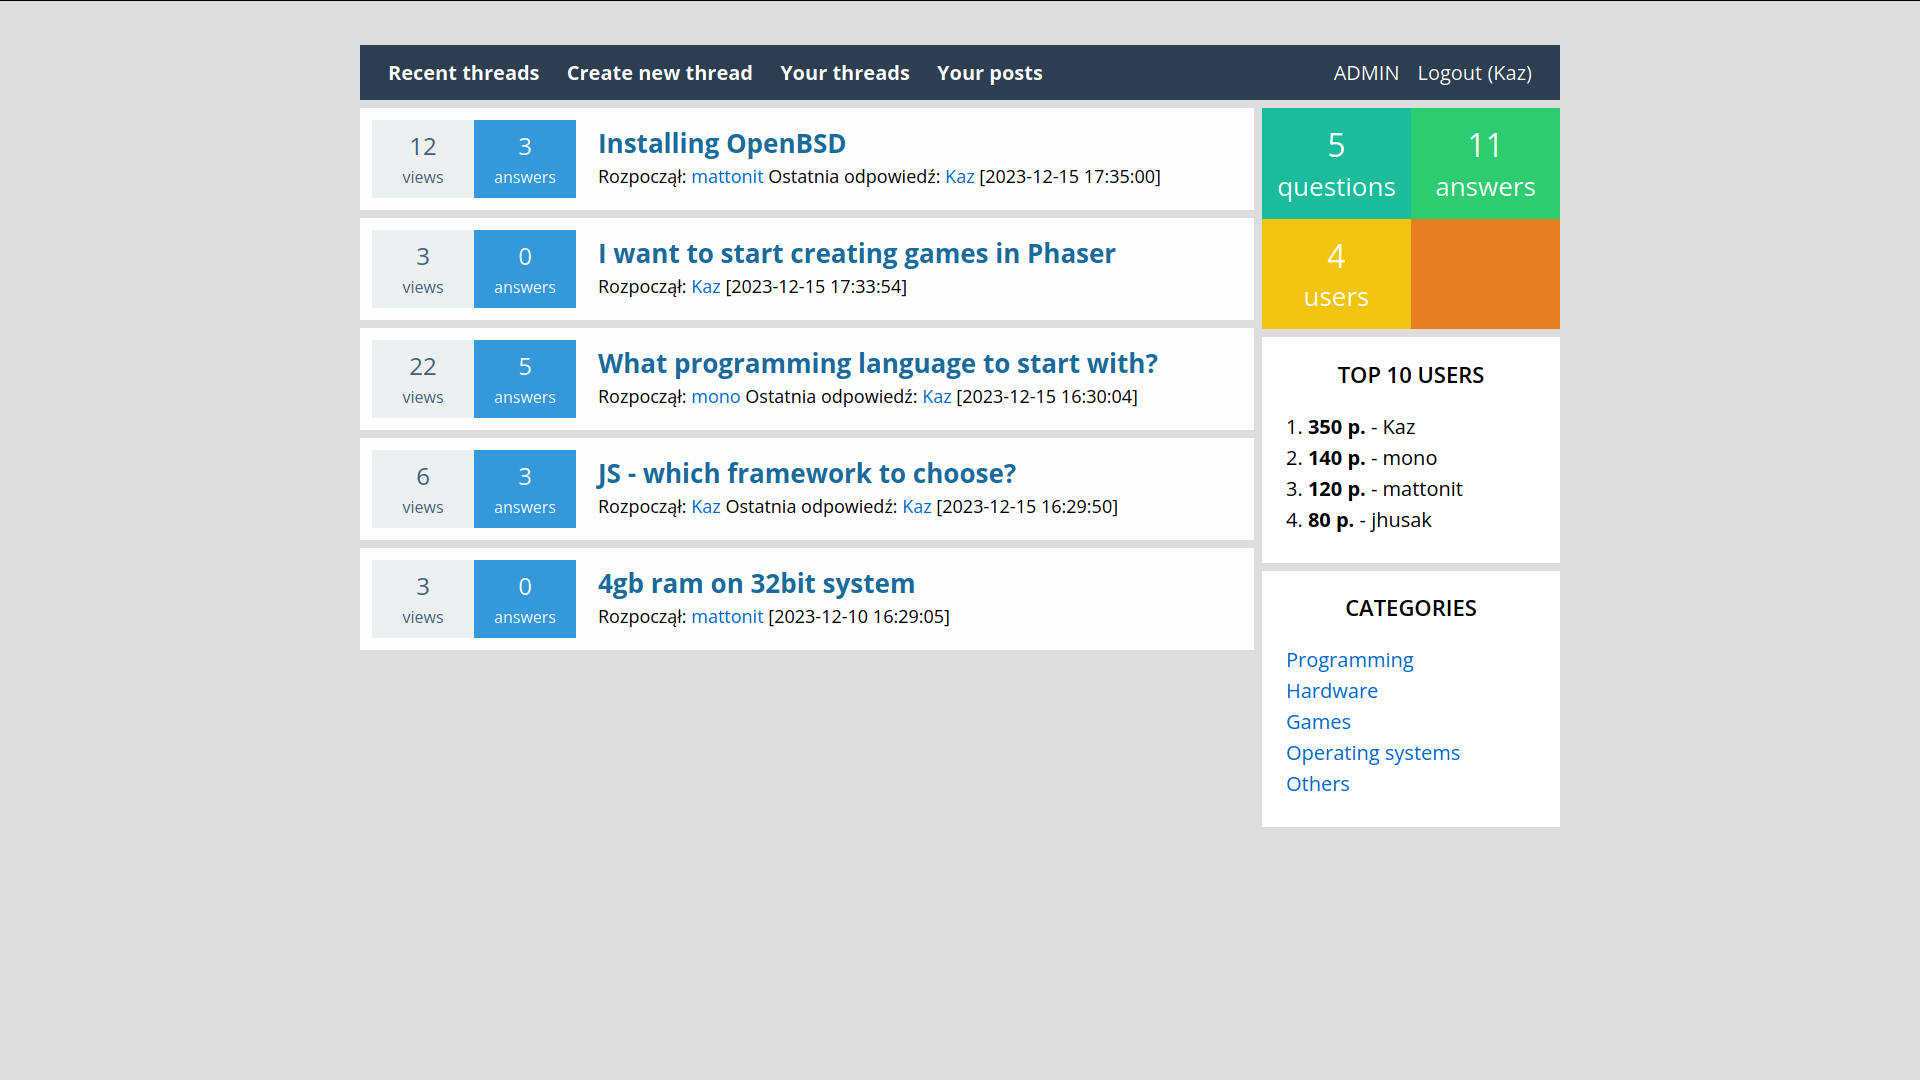 Recent threads Create new thread Your threads Your posts ADMIN Logout (Kaz)
12 views
3 answers
Installing OpenBSD
Rozpoczął: mattonit Ostatnia odpowiedź: Kaz [2023-12-15 17:35:00]
3 views
0 answers
I want to start creating games in Phaser
Rozpoczął: Kaz [2023-12-15 17:33:54]
22 views
5 answers
What programming language to start with?
Rozpoczął: mono Ostatnia odpowiedź: Kaz [2023-12-15 16:30:04]
6 views
3 answers
JS - which framework to choose?
Rozpoczął: Kaz Ostatnia odpowiedź: Kaz [2023-12-15 16:29:50]
3 views
0 answers
4gb ram on 32bit system
Rozpoczął: mattonit [2023-12-10 16:29:05]
5
questions
11
answers
4
users
TOP 10 USERS
1. 350 p. - Kaz
2. 140 p. - mono
3. 120 p. - mattonit
4. 80 p. - jhusak
CATEGORIES
Programming
Hardware
Games
Operating systems
Others